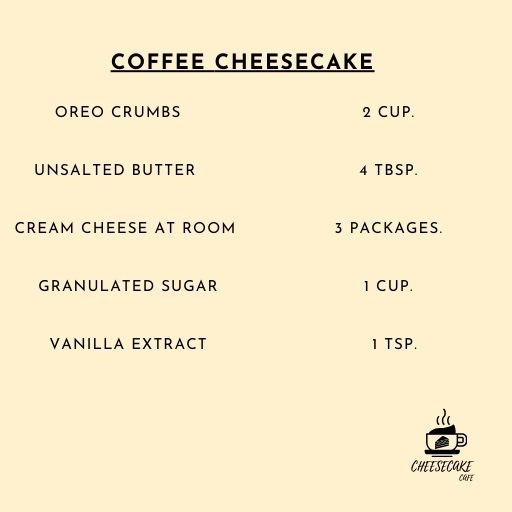 COFFEE CHEESECAKE
OREO CRUMBS 2 CUP.
UNSALTED BUTTER 4 TBSP.
CREAM CHEESE AT ROOM 3 PACKAGES.
GRANULATED SUGAR 1 CUP.
VANILLA EXTRACT 1 TSP.
CHEESECAKE
CAFE